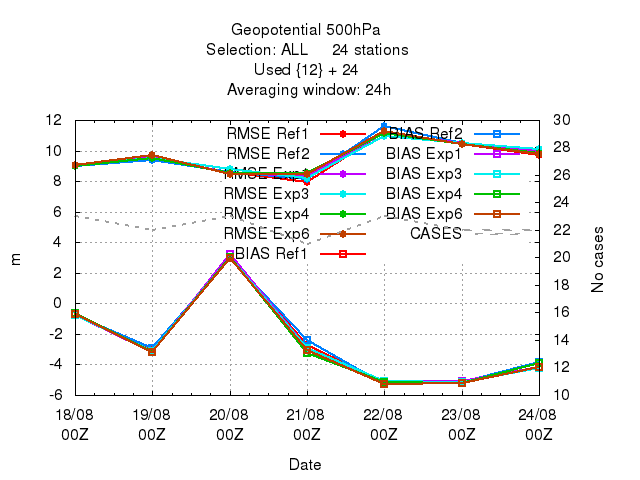 Geopotential 500hPa
Selection: ALL 24 stations
Used {12} + 24
Averaging window: 24h
12
10
8
6
4
2
0
-2
-4
-6
m
30
28
26
24
22
20
18
16
14
12
10
No cases
RMSE Ref1
RMSE Ref2
RMSE Exp1
RMSE Exp3
RMSE Exp4
RMSE Exp6
BIAS Ref1
BIAS Ref2
BIAS Exp1
BIAS Exp3
BIAS Exp4
BIAS Exp6
CASES
18/08 19/08 20/08 21/08 22/08 23/08 24/08
00Z 00Z 00Z 00Z 00Z 00Z 00Z
Date